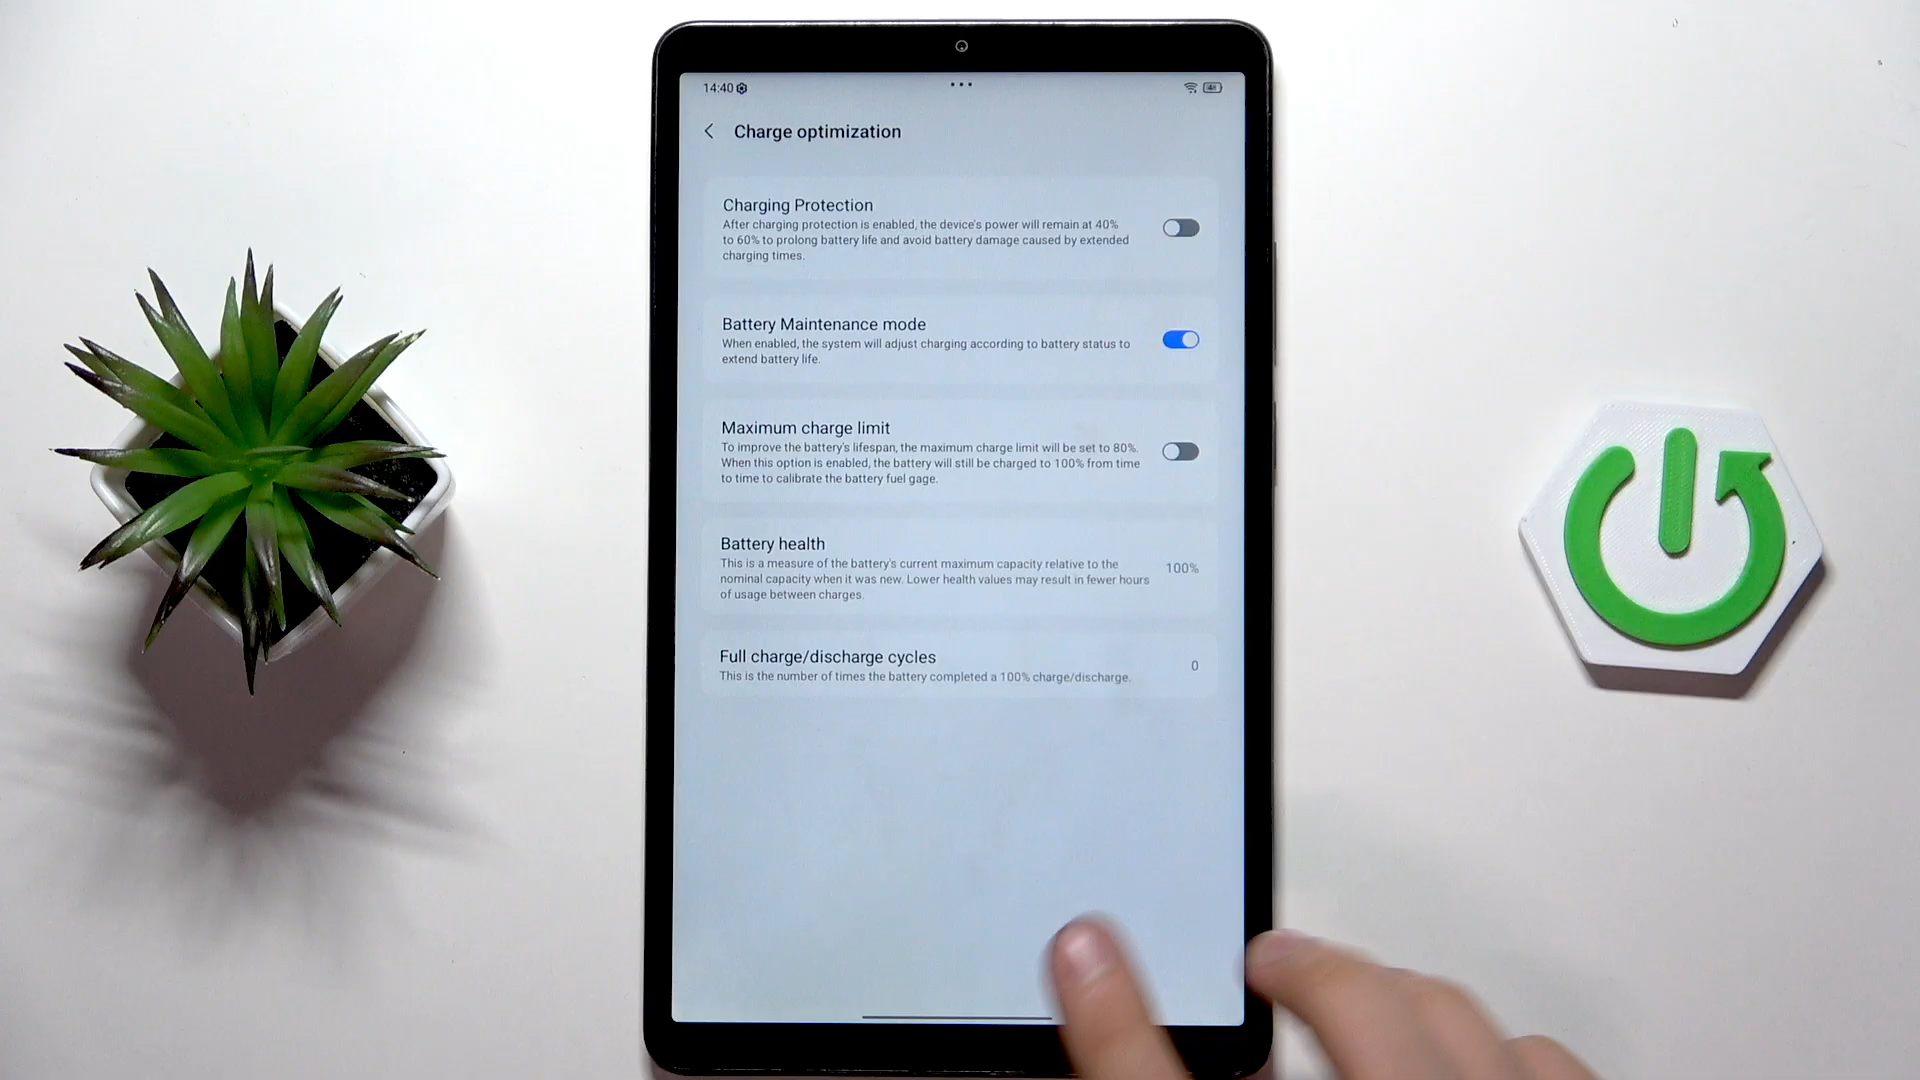 14:40
Charge optimization
Charging Protection
After charging protection is enabled, the device's power will remain at 40%
to 60% to prolong battery life and avoid battery damage caused by extended
charging times.
Battery Maintenance mode
When enabled, the system will adjust charging according to battery status to
extend battery life.
Maximum charge limit
To improve the battery's lifespan, the maximum charge limit will be set to 80%.
When this option is enabled, the battery will still be charged to 100% from time
to time to calibrate the battery fuel gage.
Battery health
This is a measure of the battery's current maximum capacity relative to the
nominal capacity when it was new. Lower health values may result in fewer hours
of usage between charges.
100%
Full charge/discharge cycles
This is the number of times the battery completed a 100% charge/discharge.
0